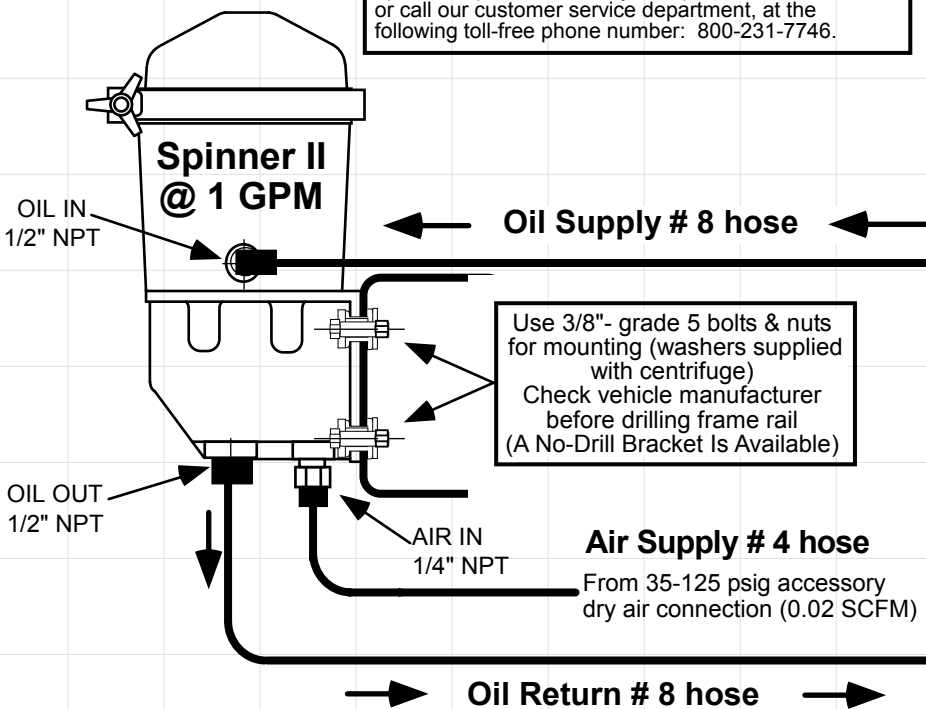 or call our customer service department, at the
following toll-free phone number:  800-231-7746.
Spinner II
@ 1 GPM
OIL IN
1/2" NPT
Oil Supply # 8 hose
Use 3/8"- grade 5 bolts & nuts
for mounting (washers supplied
with centrifuge)
Check vehicle manufacturer
before drilling frame rail
(A No-Drill Bracket Is Available)
OIL OUT
1/2" NPT
AIR IN
1/4" NPT
Air Supply # 4 hose
From 35-125 psig accessory
dry air connection (0.02 SCFM)
Oil Return # 8 hose